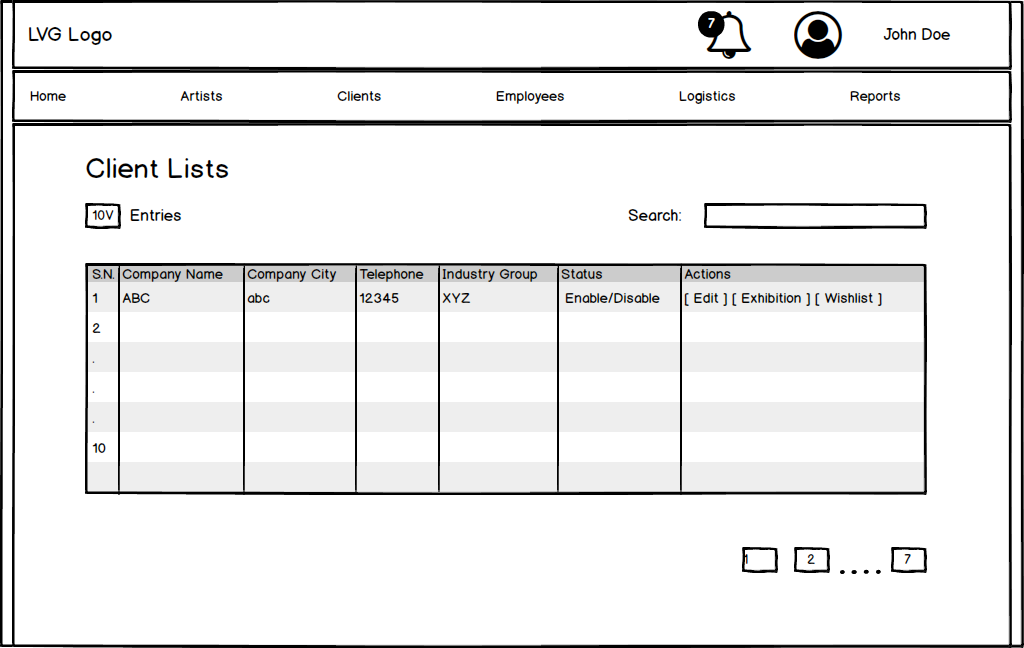 LVG Logo 7 John Doe
Home Artists Clients Employees Logistics Reports
Client Lists
10V Entries Search:
S.N. Company Name Company City Telephone Industry Group Status Actions
1 ABC abc 12345 XYZ Enable/Disable [ Edit ] [ Exhibition ] [ Wishlist ]
2
.
.
.
10
1 2 .... 7